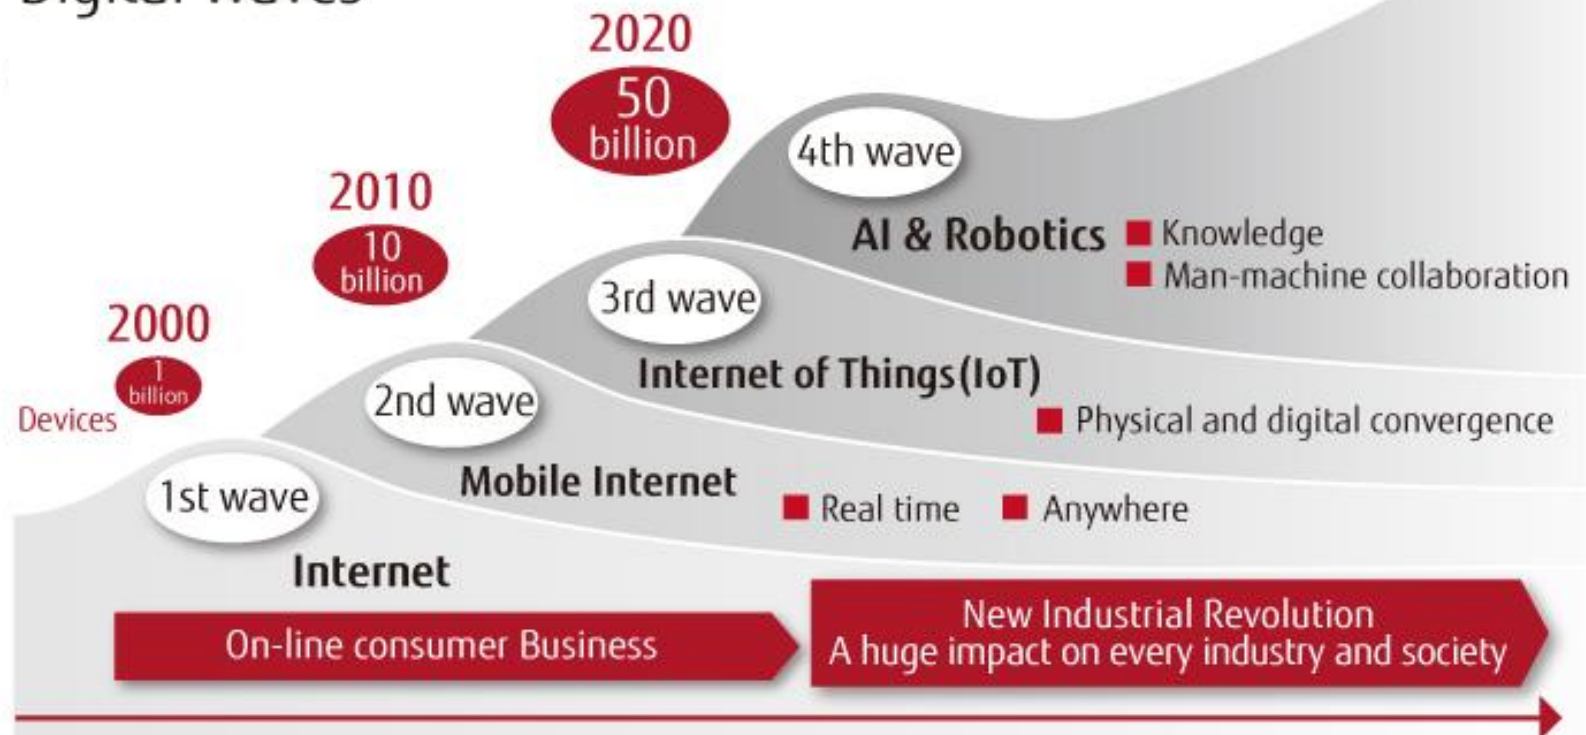 Digital Waves
2020
50
billion
4th wave
AI & Robotics
Knowledge
Man-machine collaboration
2010
10
billion
3rd wave
Internet of Things(IoT)
Physical and digital convergence
2000
1
billion
Devices
2nd wave
Mobile Internet
Real time
Anywhere
1st wave
Internet
On-line consumer Business
New Industrial Revolution
A huge impact on every industry and society